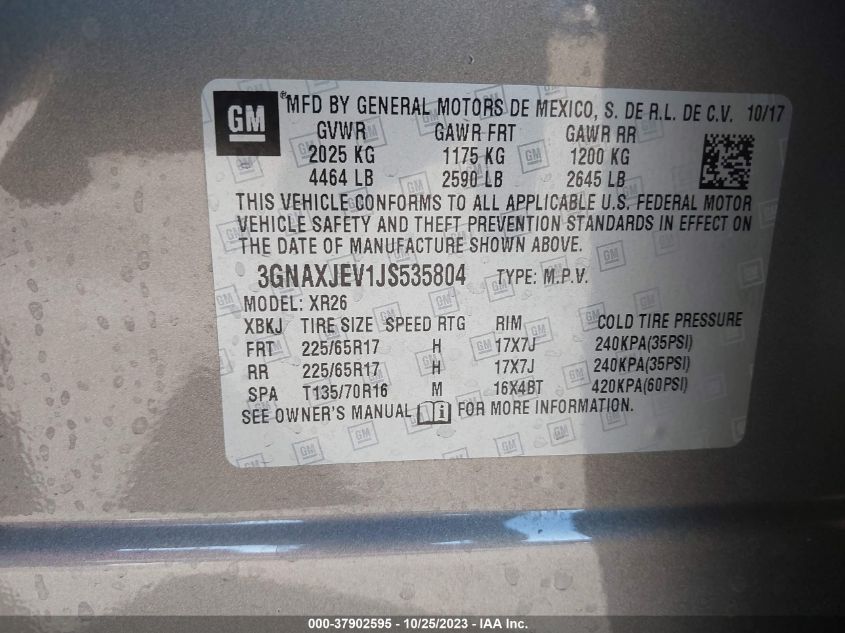 GM
®MFD BY GENERAL MOTORS DE MEXICO, S. DE R.L. DE C.V. 10/17
GVWR GAWR FRT GAWR RR
2025 KG 1175 KG 1200 KG
4464 LB 2590 LB 2645 LB
THIS VEHICLE CONFORMS TO ALL APPLICABLE U.S. FEDERAL MOTOR
VEHICLE SAFETY AND THEFT PREVENTION STANDARDS IN EFFECT ON
THE DATE OF MANUFACTURE SHOWN ABOVE.
3GNAXJEV1JS535804 TYPE: M.P.V.
MODEL: XR26
XBKJ TIRE SIZE SPEED RTG RIM COLD TIRE PRESSURE
FRT 225/65R17 H 17X7J 240KPA(35PSI)
RR 225/65R17 H 17X7J 240KPA(35PSI)
SPA T135/70R16 M 16X4BT 420KPA(60PSI)
SEE OWNER'S MANUAL FOR MORE INFORMATION.
000-37902595 - 10/25/2023 - IAA Inc.